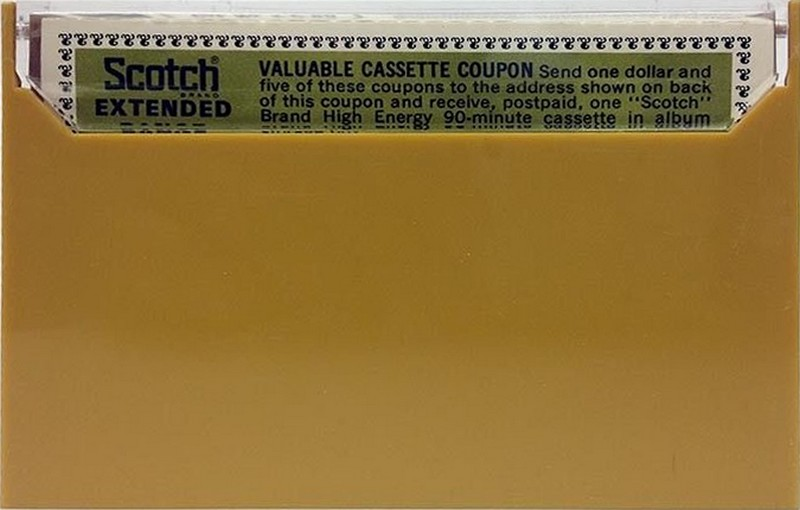 Scotch®
BRAND
EXTENDED
RANGE
VALUABLE CASSETTE COUPON Send one dollar and
five of these coupons to the address shown on back
of this coupon and receive, postpaid, one "Scotch"
Brand High Energy 90-minute cassette in album